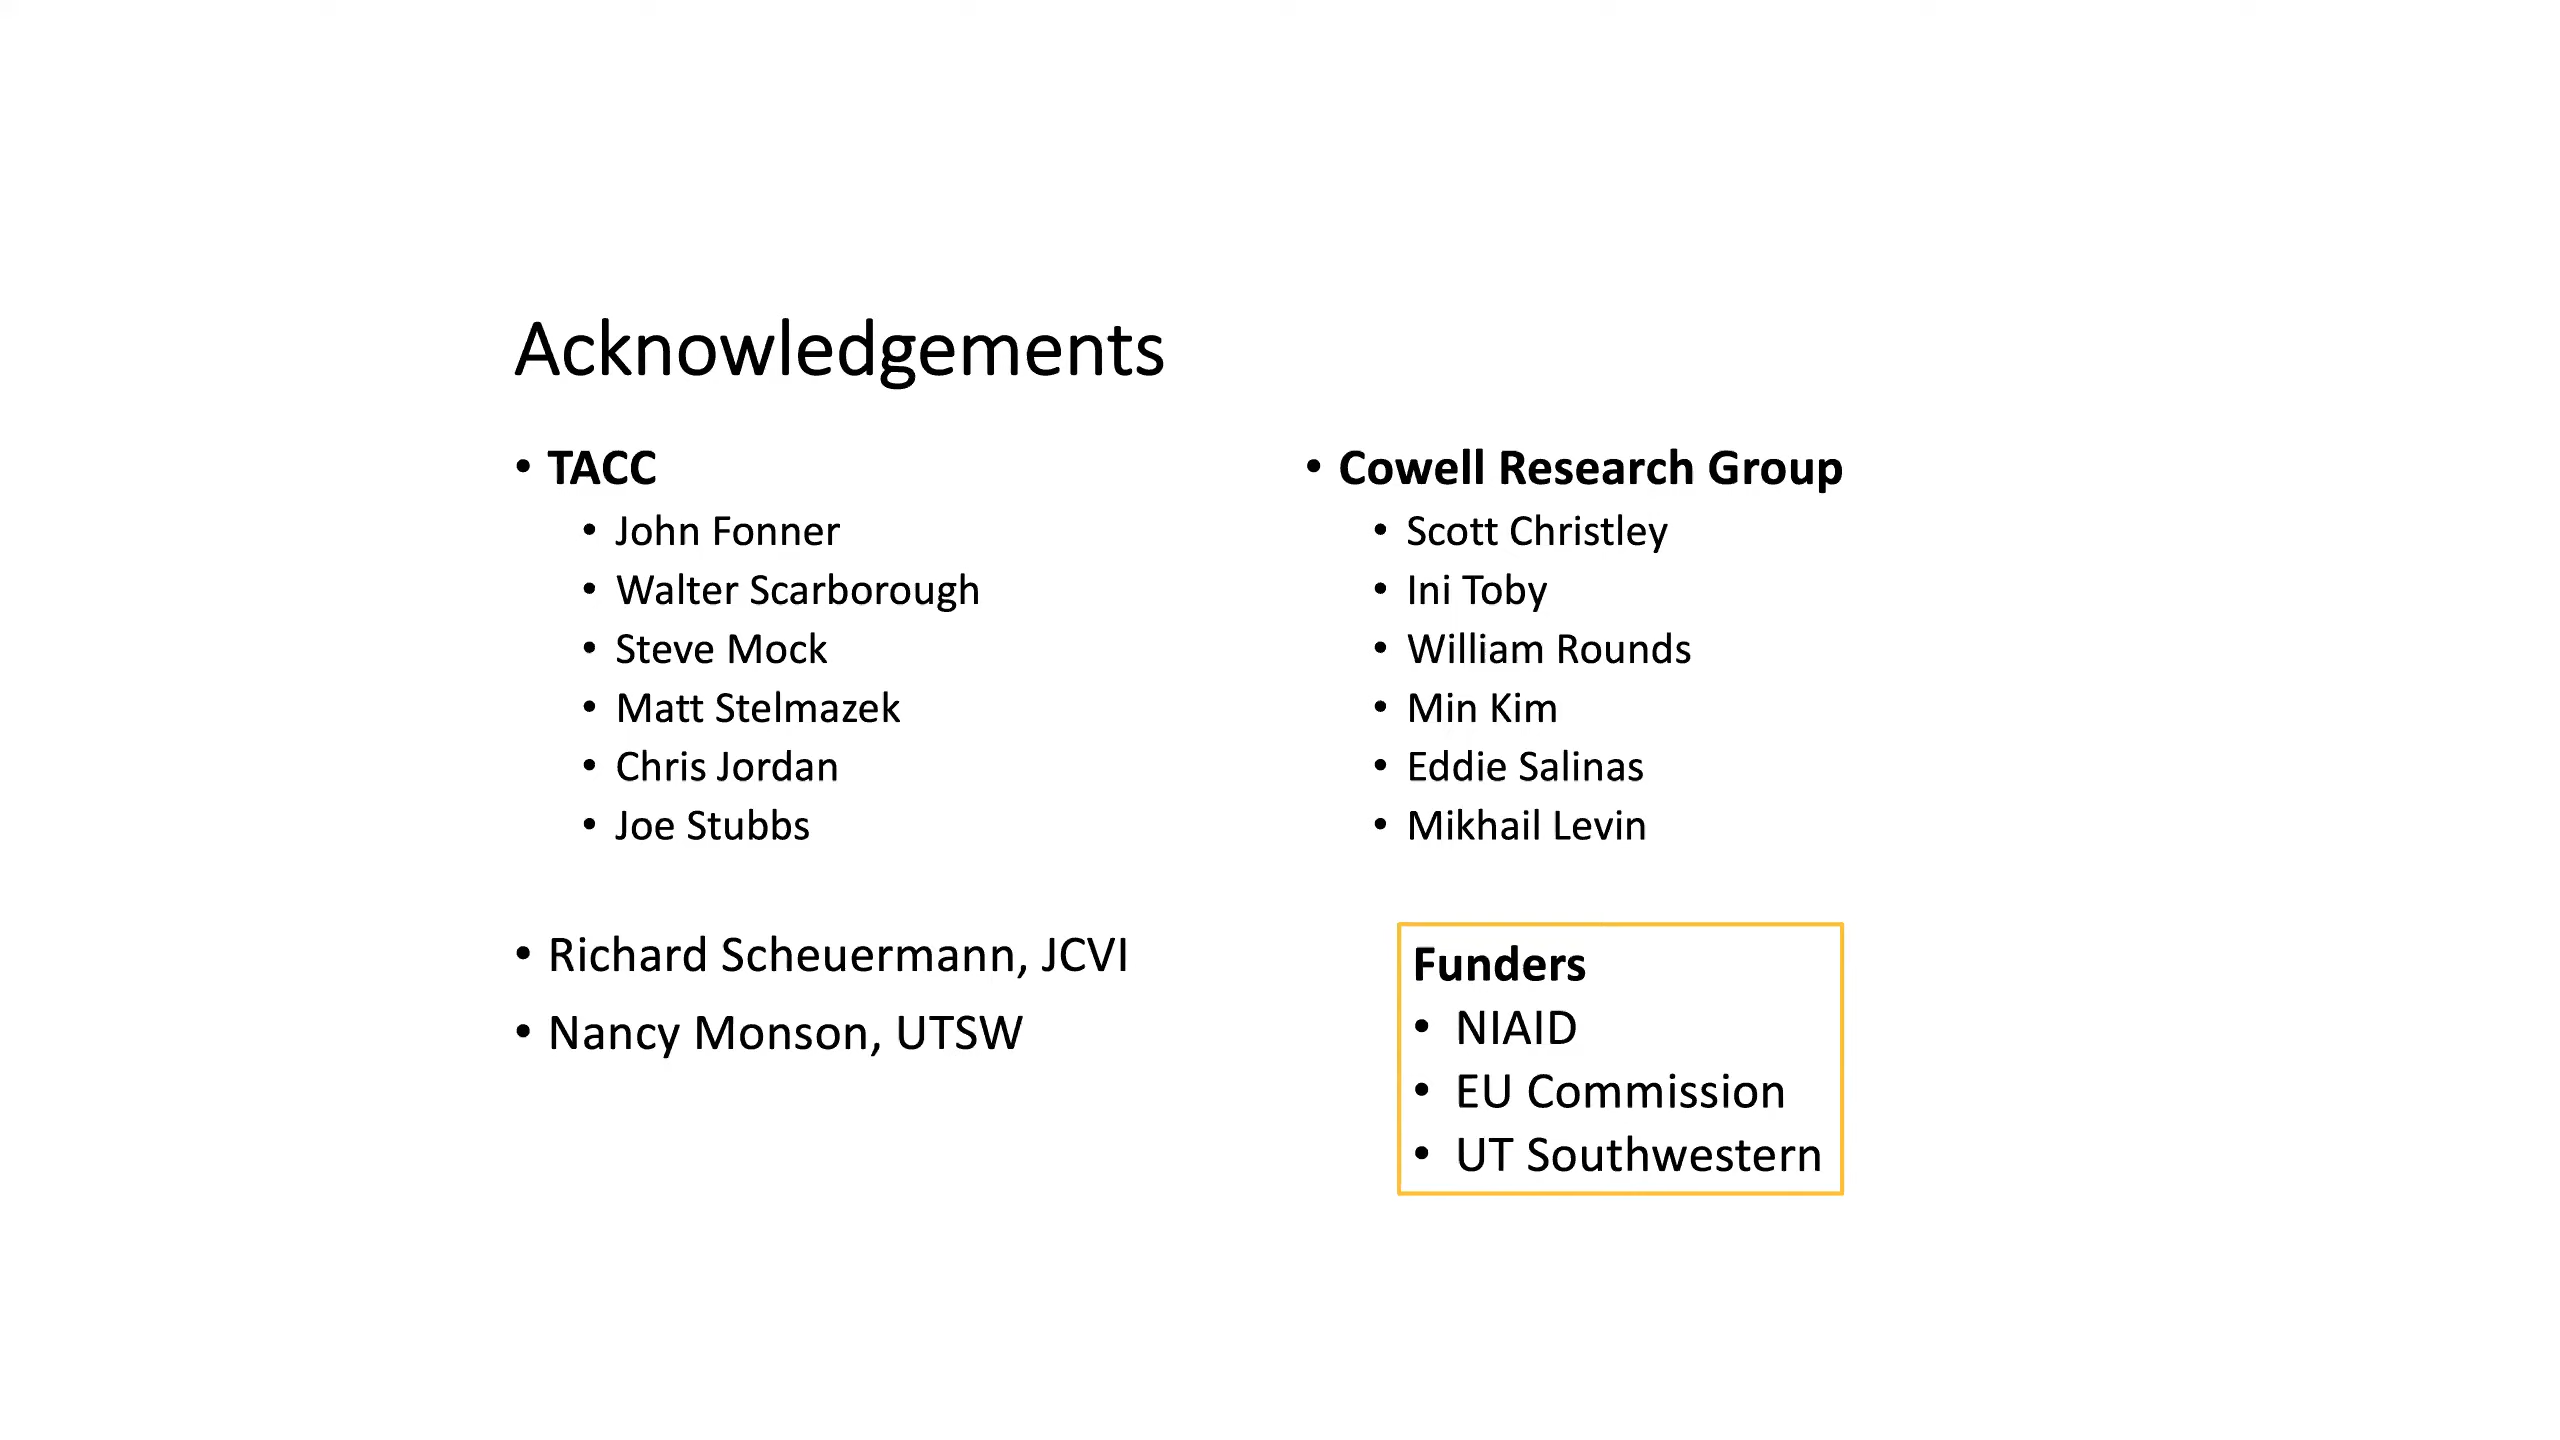 Acknowledgements
• TACC
• John Fonner
• Walter Scarborough
• Steve Mock
• Matt Stelmazek
• Chris Jordan
• Joe Stubbs
• Richard Scheuermann, JCVI
• Nancy Monson, UTSW
• Cowell Research Group
• Scott Christley
• Ini Toby
• William Rounds
• Min Kim
• Eddie Salinas
• Mikhail Levin
Funders
• NIAID
• EU Commission
• UT Southwestern